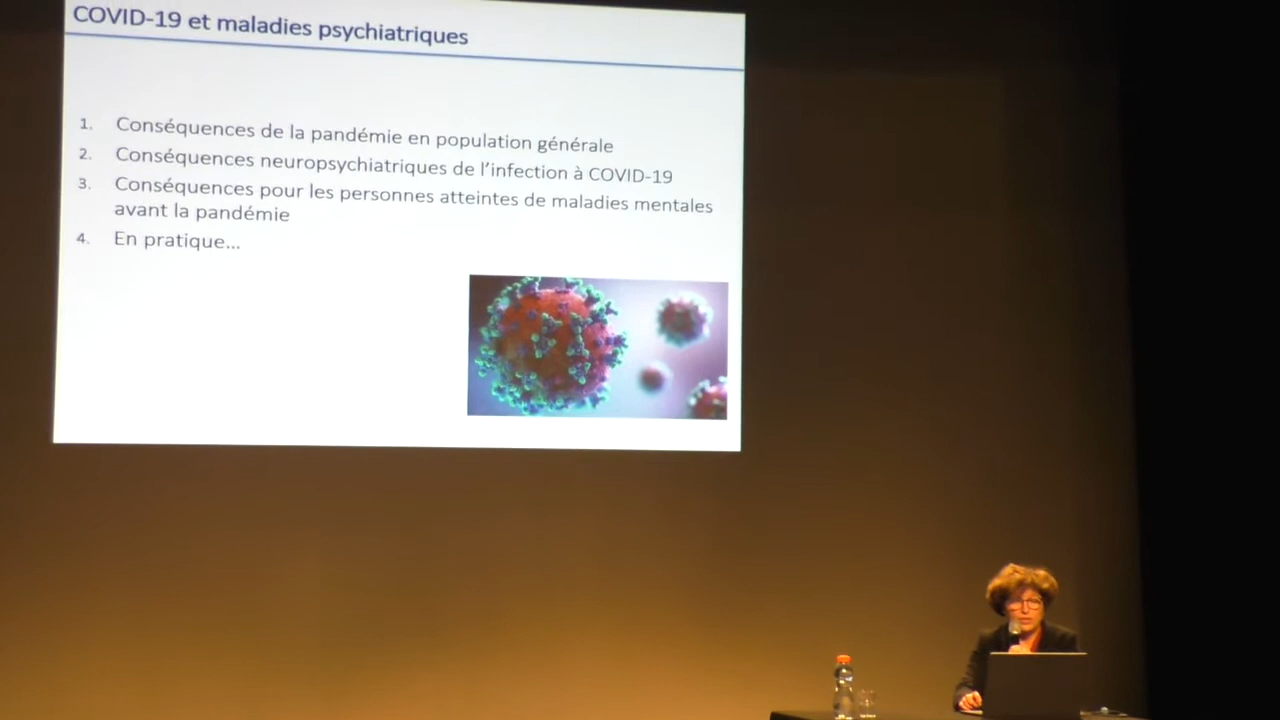 COVID-19 et maladies psychiatriques
1. Conséquences de la pandémie en population générale
2. Conséquences neuropsychiatriques de l'infection à COVID-19
3. Conséquences pour les personnes atteintes de maladies mentales
avant la pandémie
4. En pratique...